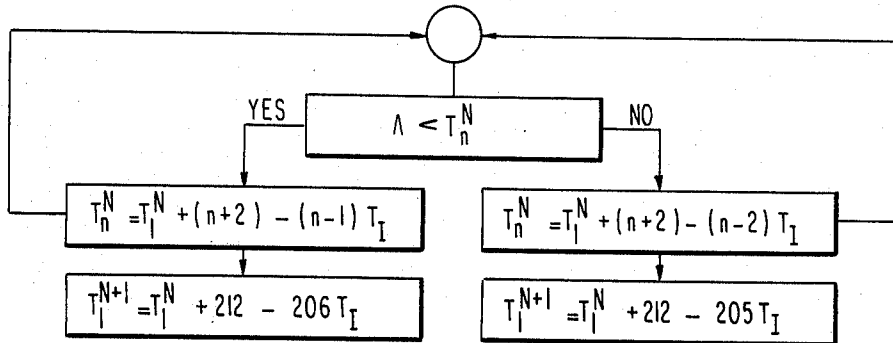 Λ < T_n^N
YES
NO
T_n^N = T_1^N + (n+2) – (n–1) T_I
T_n^N = T_1^N + (n+2) – (n–2) T_I
T_1^{N+1} = T_1^N + 212 – 206 T_I
T_1^{N+1} = T_1^N + 212 – 205 T_I